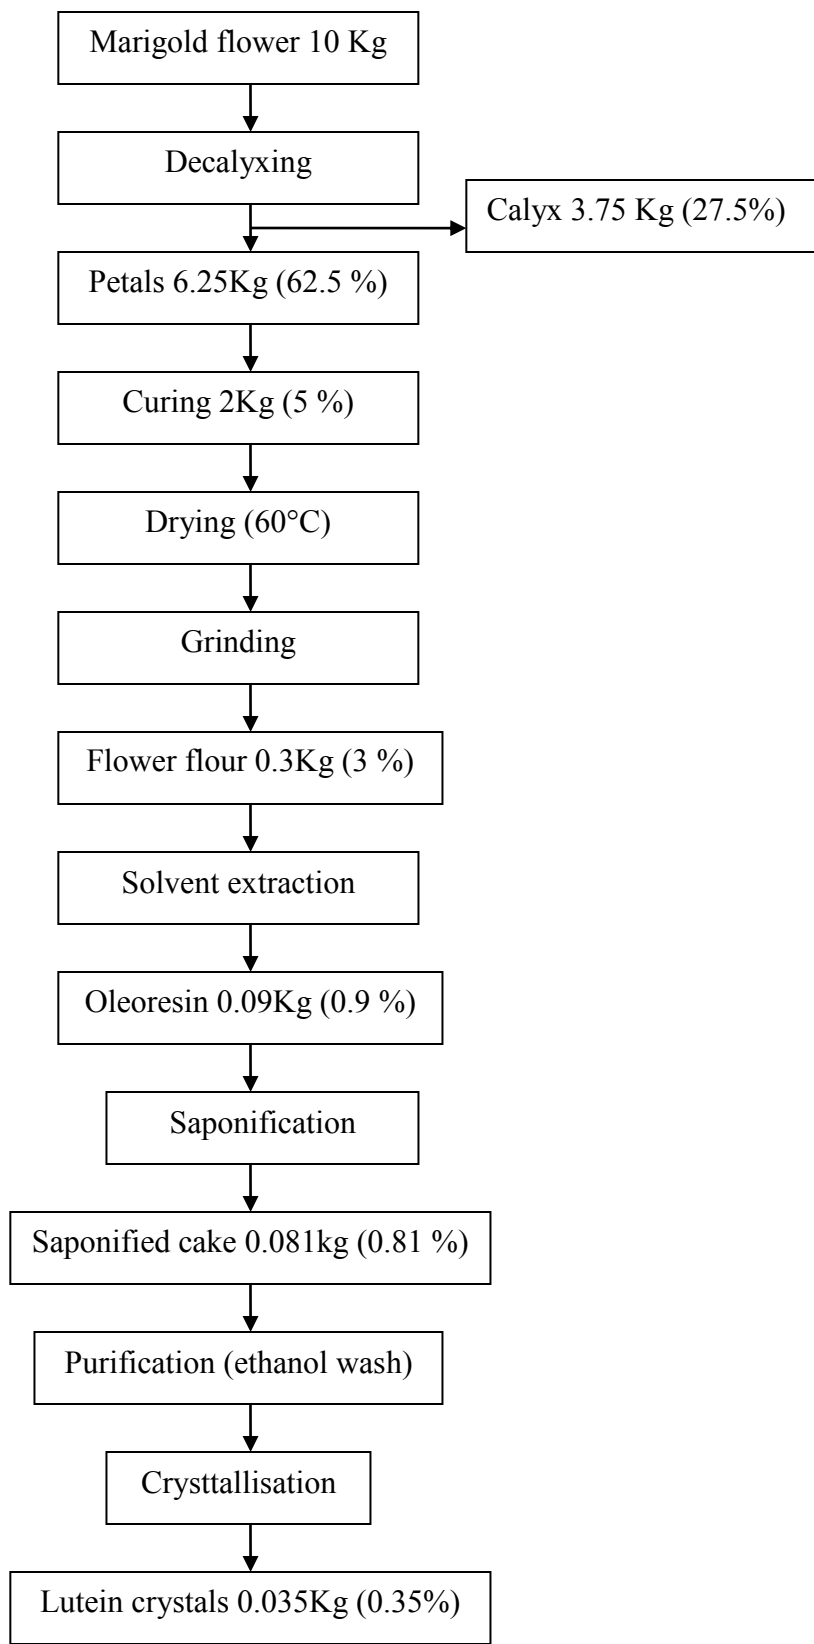 Marigold flower 10 Kg
Decalyxing
Calyx 3.75 Kg (27.5%)
Petals 6.25Kg (62.5 %)
Curing 2Kg (5 %)
Drying (60°C)
Grinding
Flower flour 0.3Kg (3 %)
Solvent extraction
Oleoresin 0.09Kg (0.9 %)
Saponification
Saponified cake 0.081kg (0.81 %)
Purification (ethanol wash)
Crysttallisation
Lutein crystals 0.035Kg (0.35%)